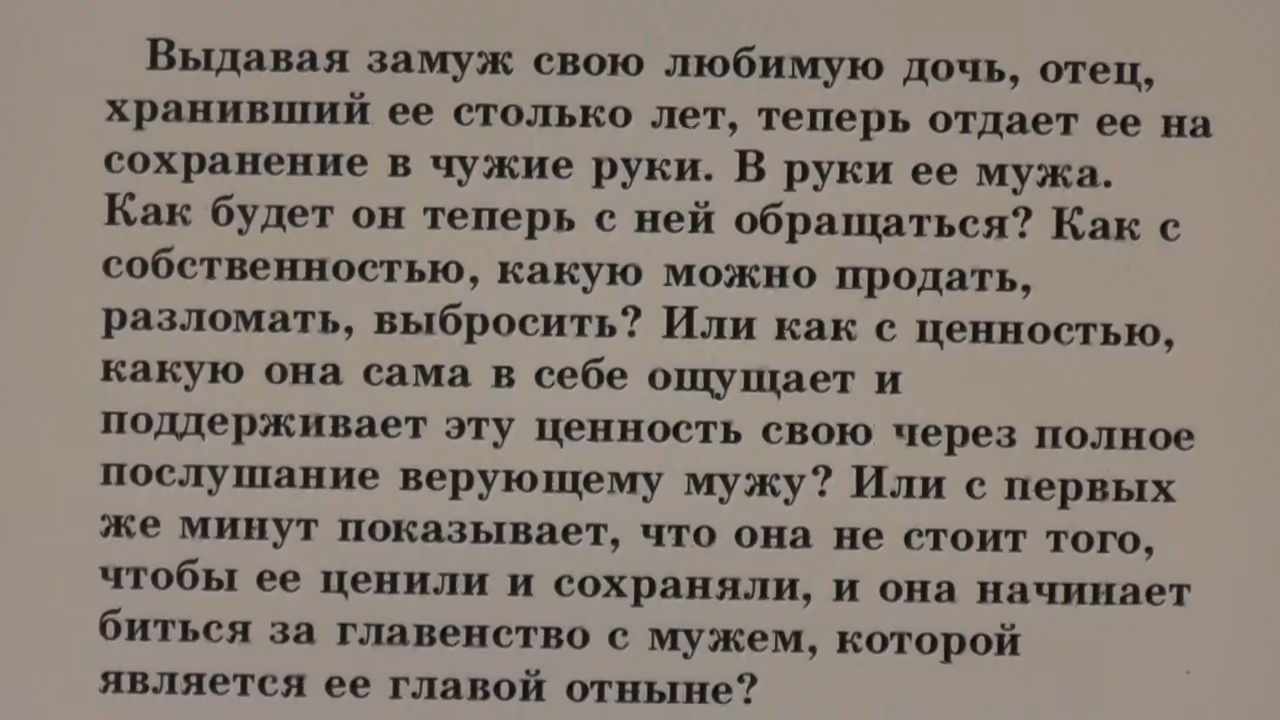 Выдавая замуж свою любимую дочь, отец,
хранивший ее столько лет, теперь отдает ее на
сохранение в чужие руки. В руки ее мужа.
Как будет он теперь с ней обращаться? Как с
собственностью, какую можно продать,
разломать, выбросить? Или как с ценностью,
какую она сама в себе ощущает и
поддерживает эту ценность свою через полное
послушание верующему мужу? Или с первых
же минут показывает, что она не стоит того,
чтобы ее ценили и сохраняли, и она начинает
биться за главенство с мужем, которой
является ее главой отныне?